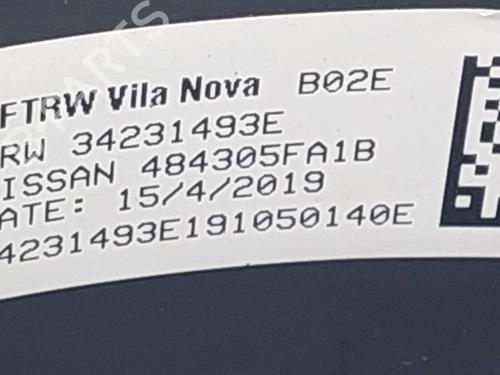 FTRW Vila Nova B02E
RW 34231493E
ISSAN 484305FA1B
ATE: 15/4/2019
4231493E191050140E